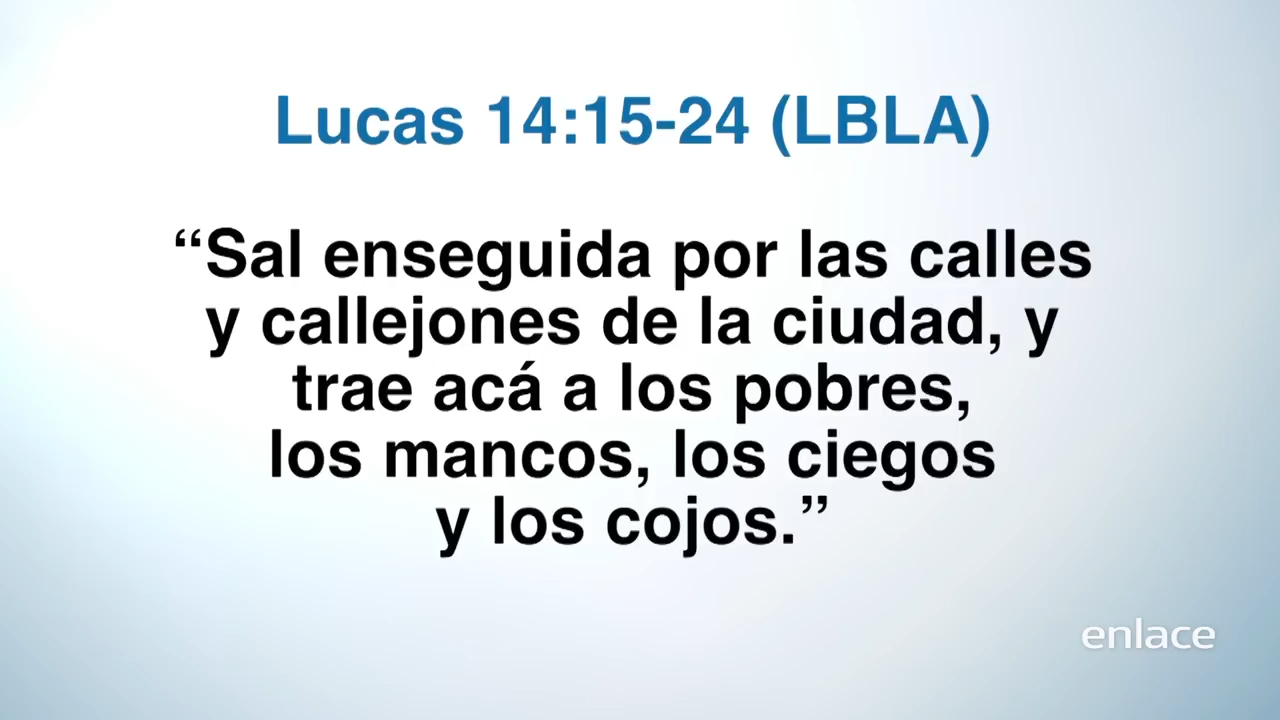 Lucas 14:15-24 (LBLA)
“Sal enseguida por las calles
y callejones de la ciudad, y
trae acá a los pobres,
los mancos, los ciegos
y los cojos.”
enlace